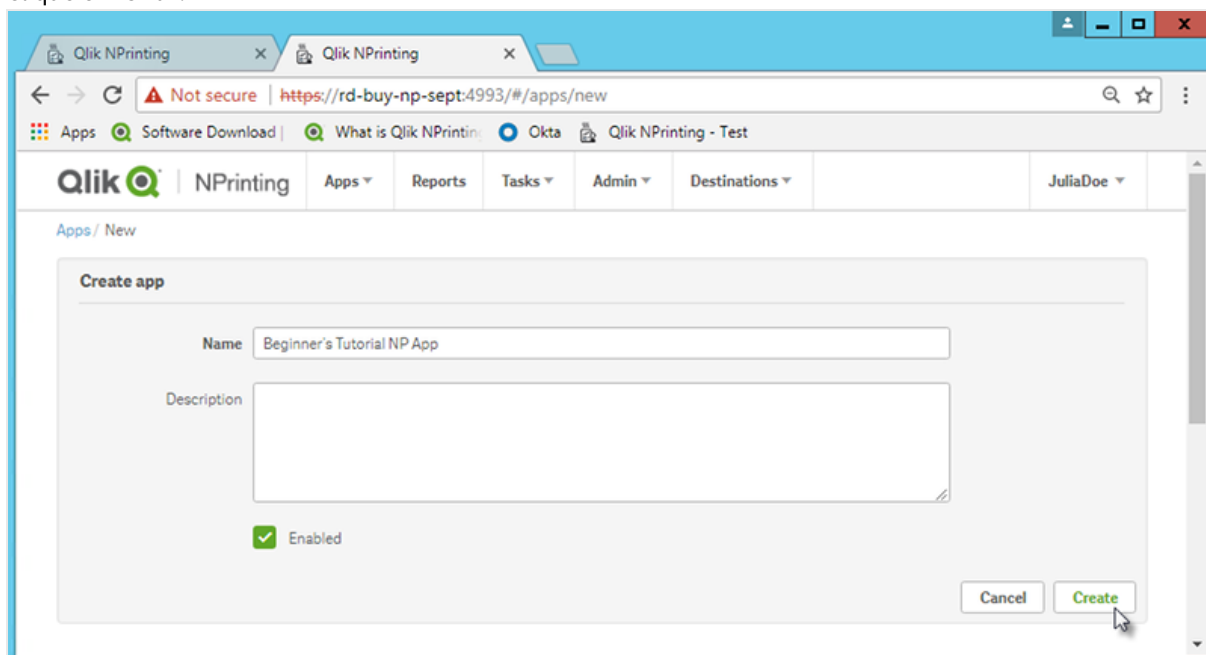 Qlik NPrinting
Qlik NPrinting
Not secure | https://rd-buy-np-sept:4993/#/apps/new
Apps Software Download | What is Qlik NPrinting Okta Qlik NPrinting - Test
Qlik NPrinting Apps Reports Tasks Admin Destinations JuliaDoe
Apps / New
Create app
Name Beginner's Tutorial NP App
Description
Enabled
Cancel Create